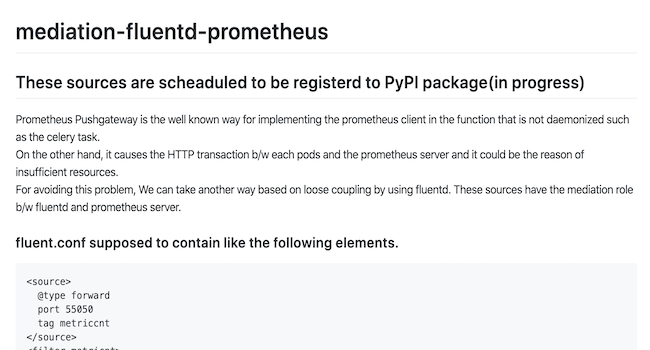 mediation-fluentd-prometheus
These sources are scheaduled to be registerd to PyPI package(in progress)
Prometheus Pushgateway is the well known way for implementing the prometheus client in the function that is not daemonized such
as the celery task.
On the other hand, it causes the HTTP transaction b/w each pods and the prometheus server and it could be the reason of
insufficient resources.
For avoiding this problem, We can take another way based on loose coupling by using fluentd. These sources have the mediation role
b/w fluentd and prometheus server.
fluent.conf supposed to contain like the following elements.
<source>
  @type forward
  port 55050
  tag metriccnt
</source>